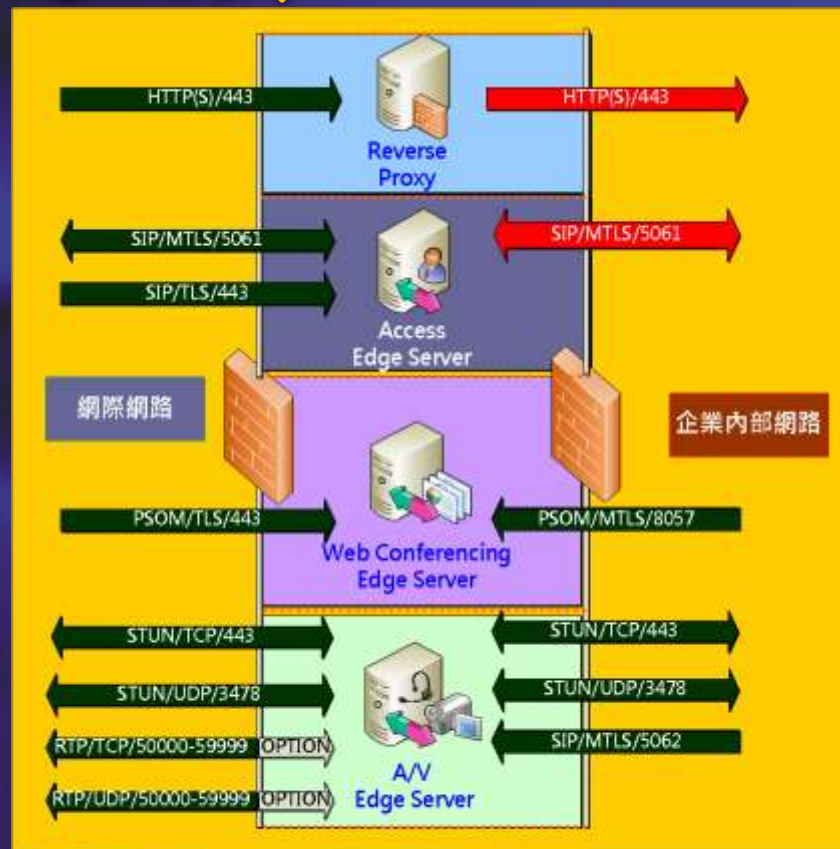 HTTP(S)/443
HTTP(S)/443
Reverse
Proxy
SIP/MTLS/5061
SIP/MTLS/5061
SIP/TLS/443
Access
Edge Server
網際網路
企業內部網路
PSOM/TLS/443
PSOM/MTLS/8057
Web Conferencing
Edge Server
STUN/TCP/443
STUN/TCP/443
STUN/UDP/3478
STUN/UDP/3478
RTP/TCP/50000-59999 OPTION
SIP/MTLS/5062
A/V
Edge Server
RTP/UDP/50000-59999 OPTION